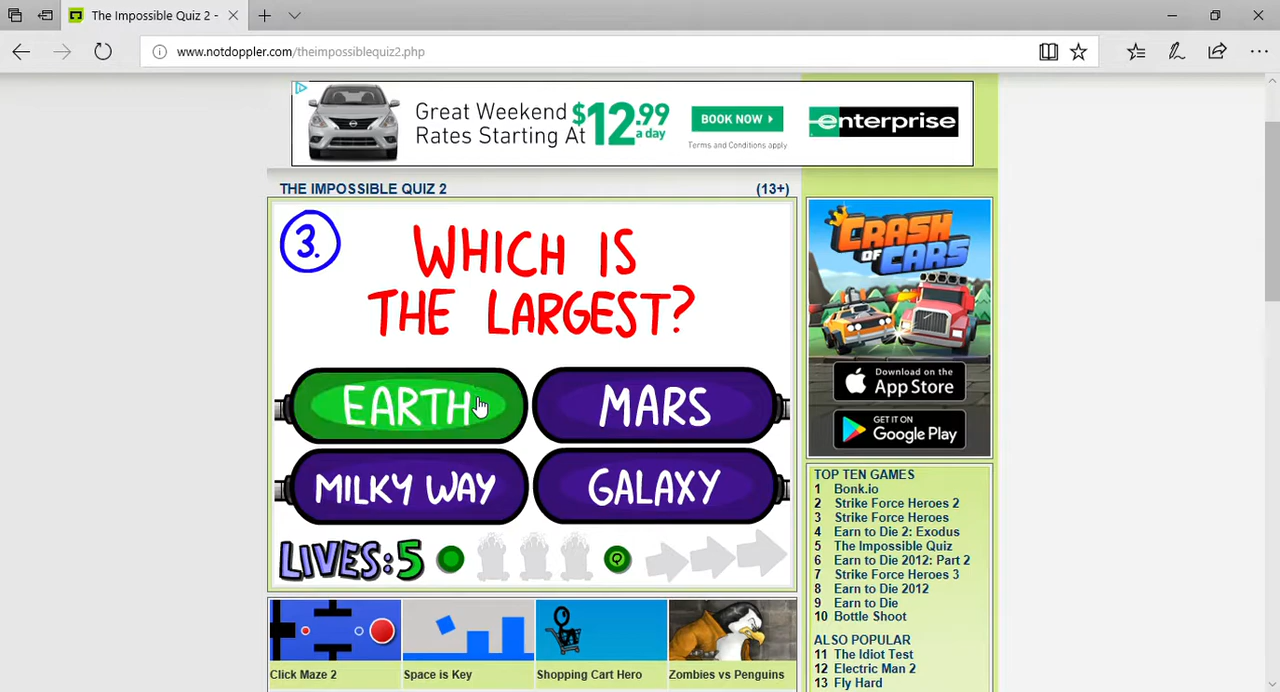 The Impossible Quiz 2 -
www.notdoppler.com/theimpossiblequiz2.php
Great Weekend
Rates Starting At
$12.99
a day
BOOK NOW
Terms and Conditions apply
enterprise
THE IMPOSSIBLE QUIZ 2
(13+)
3.
WHICH IS
THE LARGEST?
EARTH
MARS
MILKY WAY
GALAXY
LIVES:5
Q
CRASH
OF
CARS
Download on the
App Store
GET IT ON
Google Play
TOP TEN GAMES
1 Bonk.io
2 Strike Force Heroes 2
3 Strike Force Heroes
4 Earn to Die 2: Exodus
5 The Impossible Quiz
6 Earn to Die 2012: Part 2
7 Strike Force Heroes 3
8 Earn to Die 2012
9 Earn to Die
10 Bottle Shoot
ALSO POPULAR
11 The Idiot Test
12 Electric Man 2
13 Fly Hard
Click Maze 2
Space is Key
Shopping Cart Hero
Zombies vs Penguins